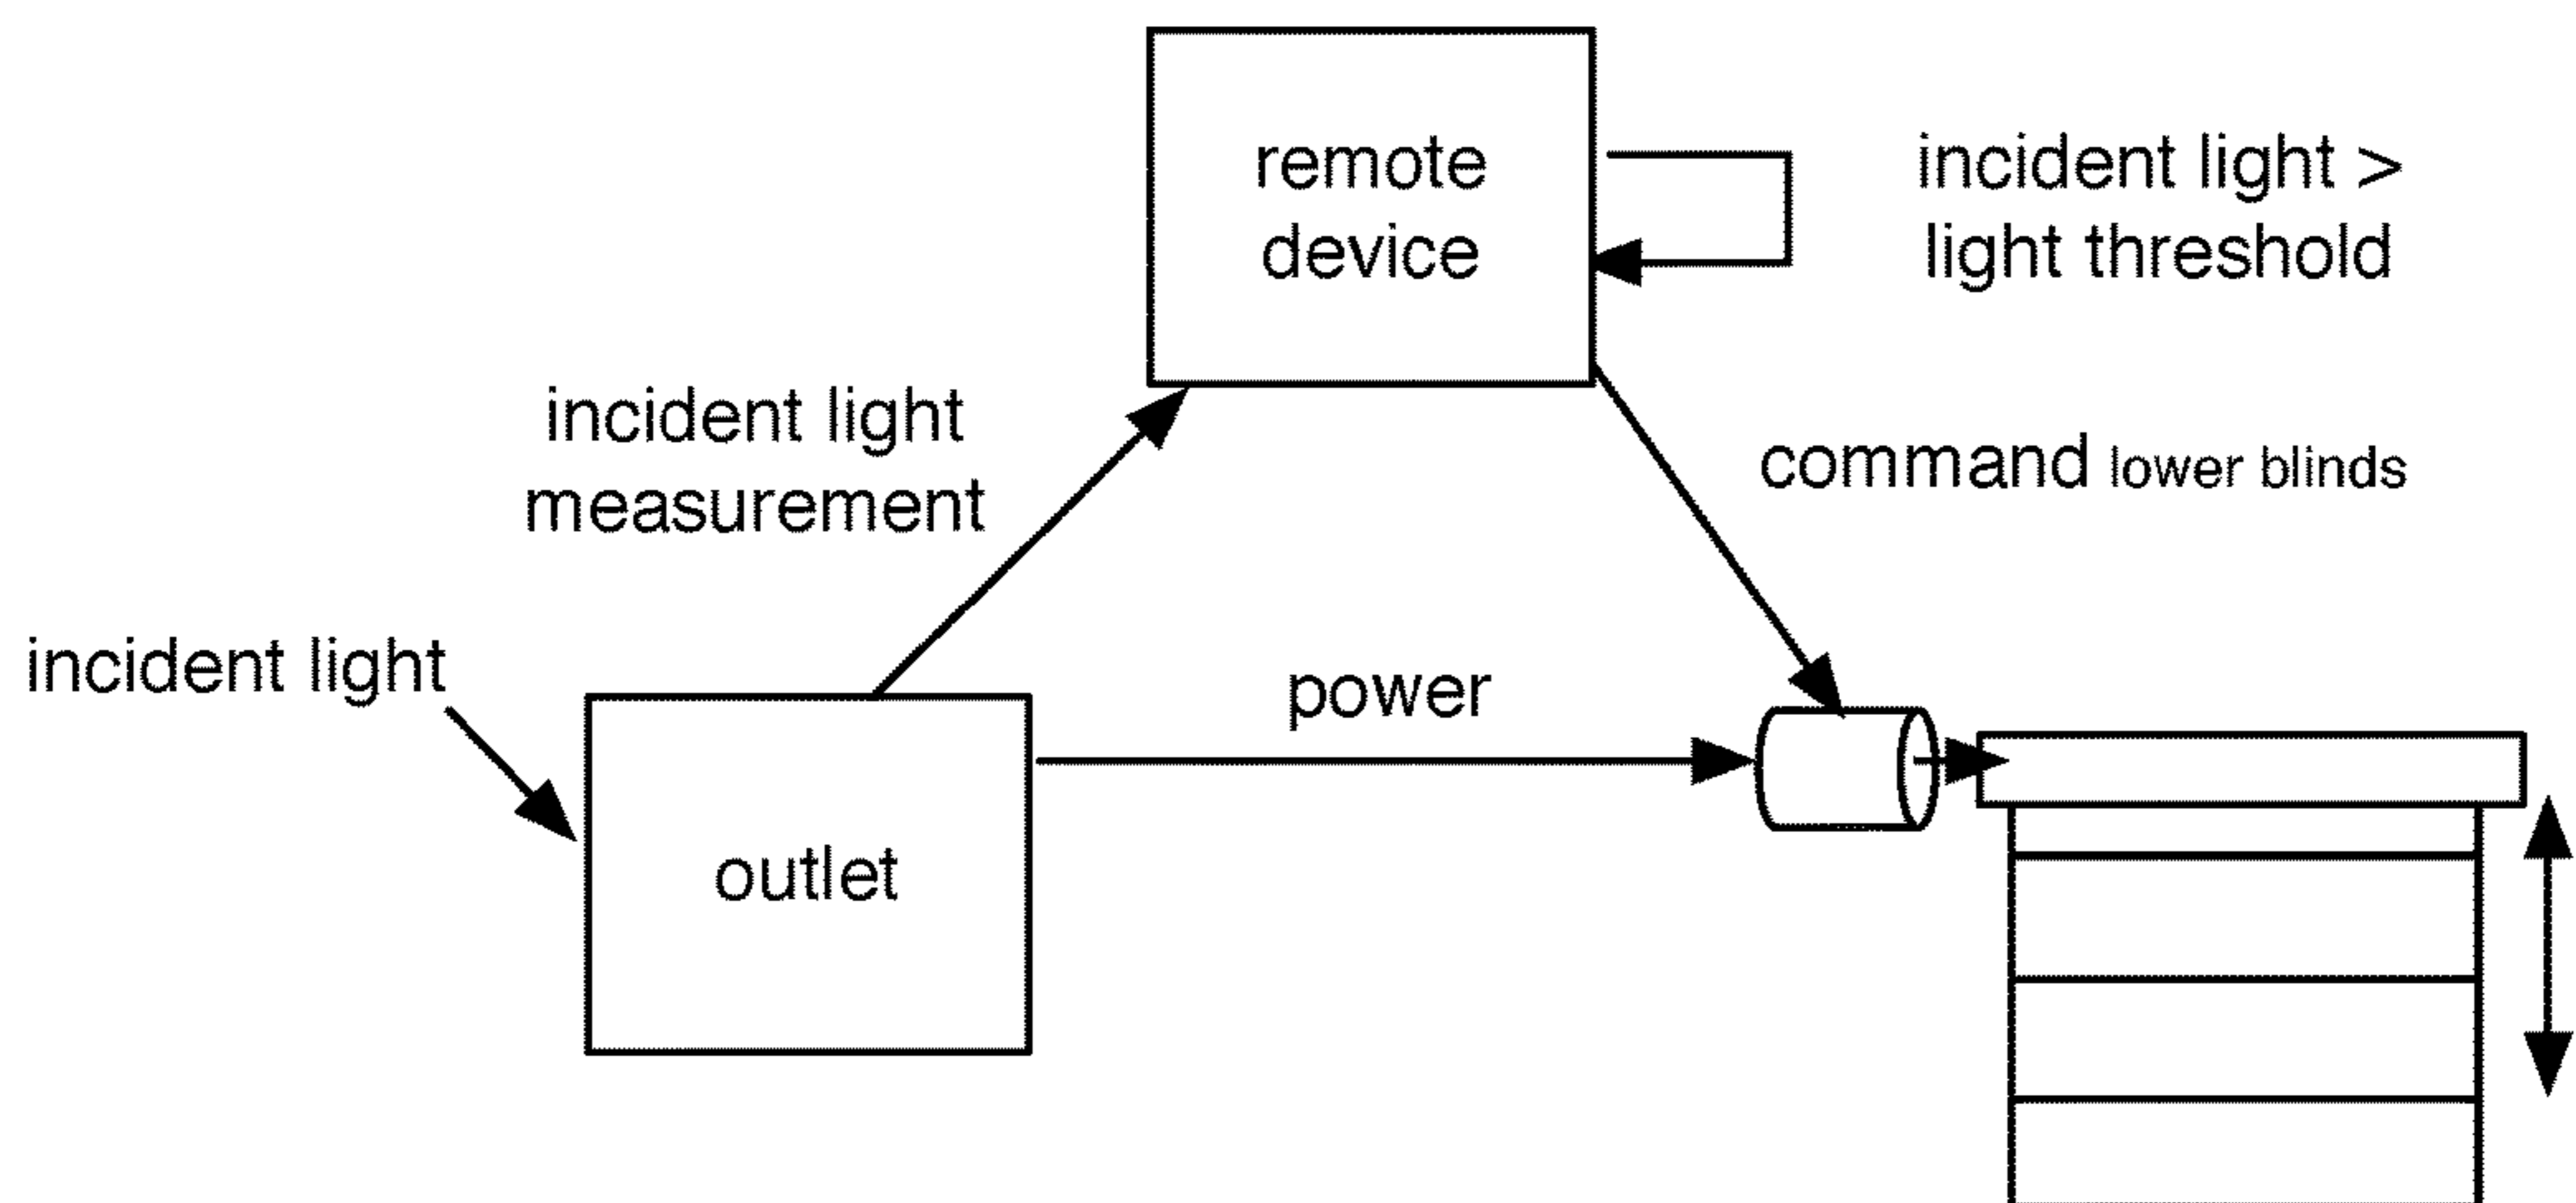 remote
device
incident light >
light threshold
incident light
measurement
command lower blinds
incident light
power
outlet